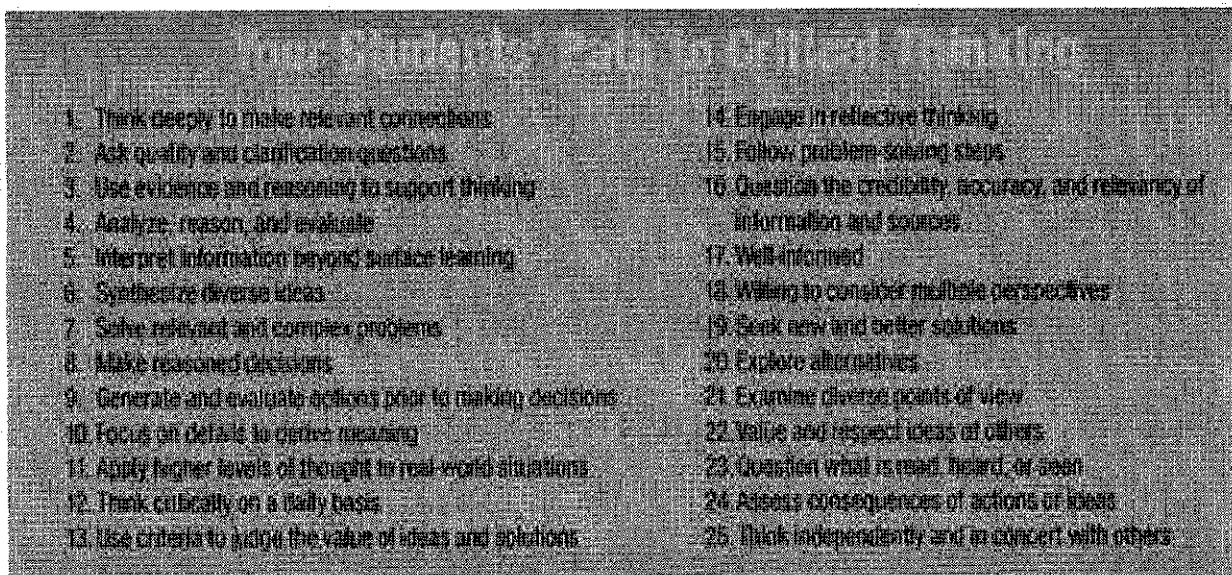 Your Students' Path to Critical Thinking
1. Think deeply to make relevant connections
2. Ask quality and clarification questions
3. Use evidence and reasoning to support thinking
4. Analyze, reason, and evaluate
5. Interpret information beyond surface learning
6. Synthesize diverse ideas
7. Solve relevant and complex problems
8. Make reasoned decisions
9. Generate and evaluate options prior to making decisions
10. Focus on details to derive meaning
11. Apply higher levels of thought to real-world situations
12. Think critically on a daily basis
13. Use criteria to judge the value of ideas and solutions
14. Engage in reflective thinking
15. Follow problem-solving steps
16. Question the credibility, accuracy, and relevancy of
information and sources
17. Well-informed
18. Willing to consider multiple perspectives
19. Seek new and better solutions
20. Explore alternatives
21. Examine diverse points of view
22. Value and respect ideas of others
23. Question what is read, heard, or seen
24. Assess consequences of actions or ideas
25. Think independently and in concert with others